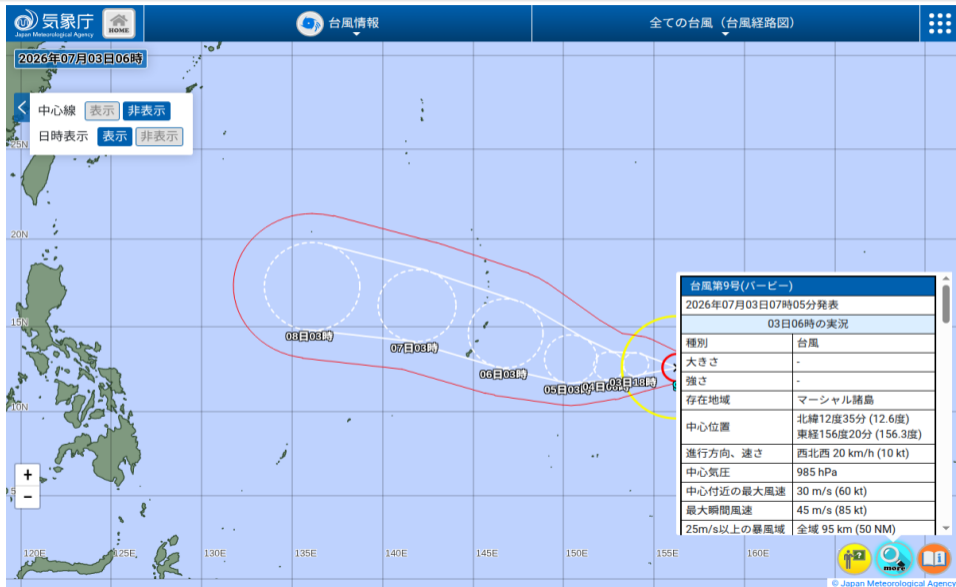 気象庁
Japan Meteorological Agency
HOME
台風情報
全ての台風（台風経路図）
2026年07月03日06時
中心線 表示 非表示
日時表示 表示 非表示
25N
20N
15N
10N
08日03時
07日03時
06日03時
05日03時
03日18時
台風第9号(バービー)
2026年07月03日07時05分発表
03日06時の実況
種別 台風
大きさ -
強さ -
存在地域 マーシャル諸島
中心位置 北緯12度35分 (12.6度)
東経156度20分 (156.3度)
進行方向、速さ 西北西 20 km/h (10 kt)
中心気圧 985 hPa
中心付近の最大風速 30 m/s (60 kt)
最大瞬間風速 45 m/s (85 kt)
25m/s以上の暴風域 全域 95 km (50 NM)
+
−
120E 125E 130E 135E 140E 145E 150E 155E 160E
more
© Japan Meteorological Agency